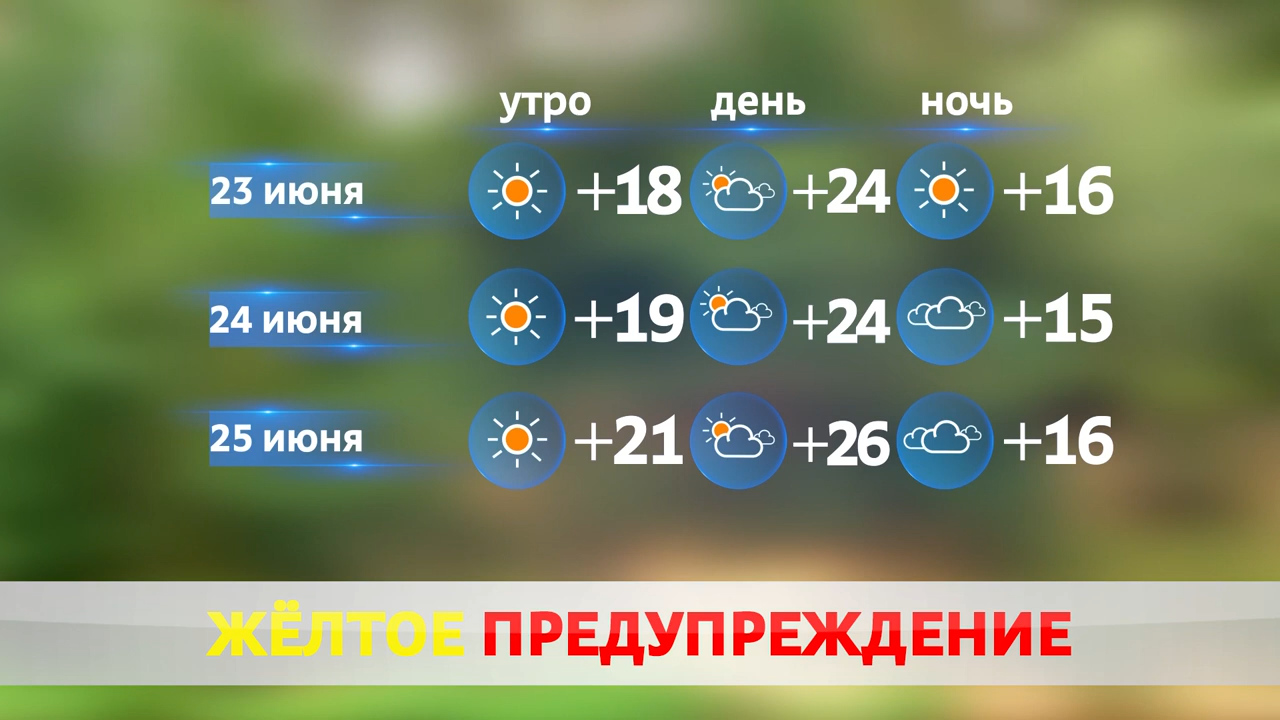 утро день ночь
23 июня +18 +24 +16
24 июня +19 +24 +15
25 июня +21 +26 +16
ЖЁЛТОЕ ПРЕДУПРЕЖДЕНИЕ